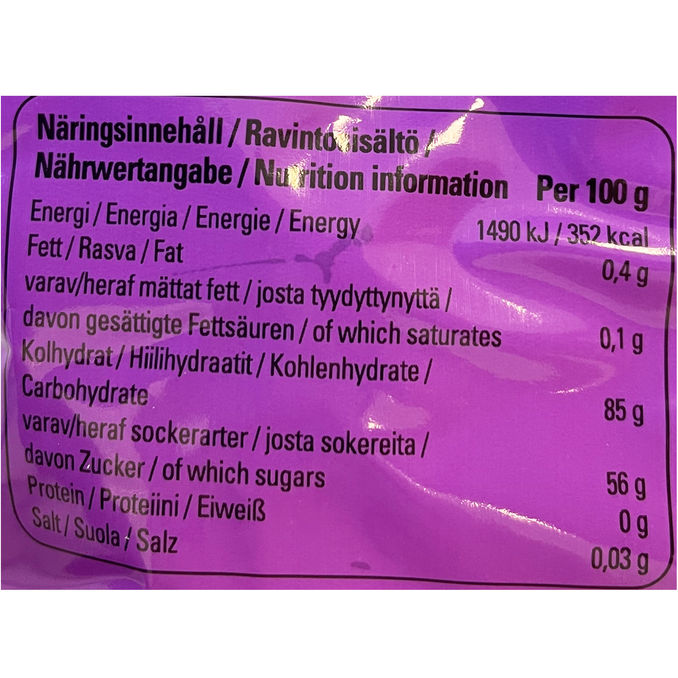 Näringsinnehåll / Ravintosisältö /
Nährwertangabe / Nutrition information Per 100 g
Energi / Energia / Energie / Energy 1490 kJ / 352 kcal
Fett / Rasva / Fat 0,4 g
varav/heraf mättat fett / josta tyydyttynyttä /
davon gesättigte Fettsäuren / of which saturates 0,1 g
Kolhydrat / Hiilihydraatit / Kohlenhydrate /
Carbohydrate 85 g
varav/heraf sockerarter / josta sokereita /
davon Zucker / of which sugars 56 g
Protein / Proteiini / Eiweiß 0 g
Salt / Suola / Salz 0,03 g